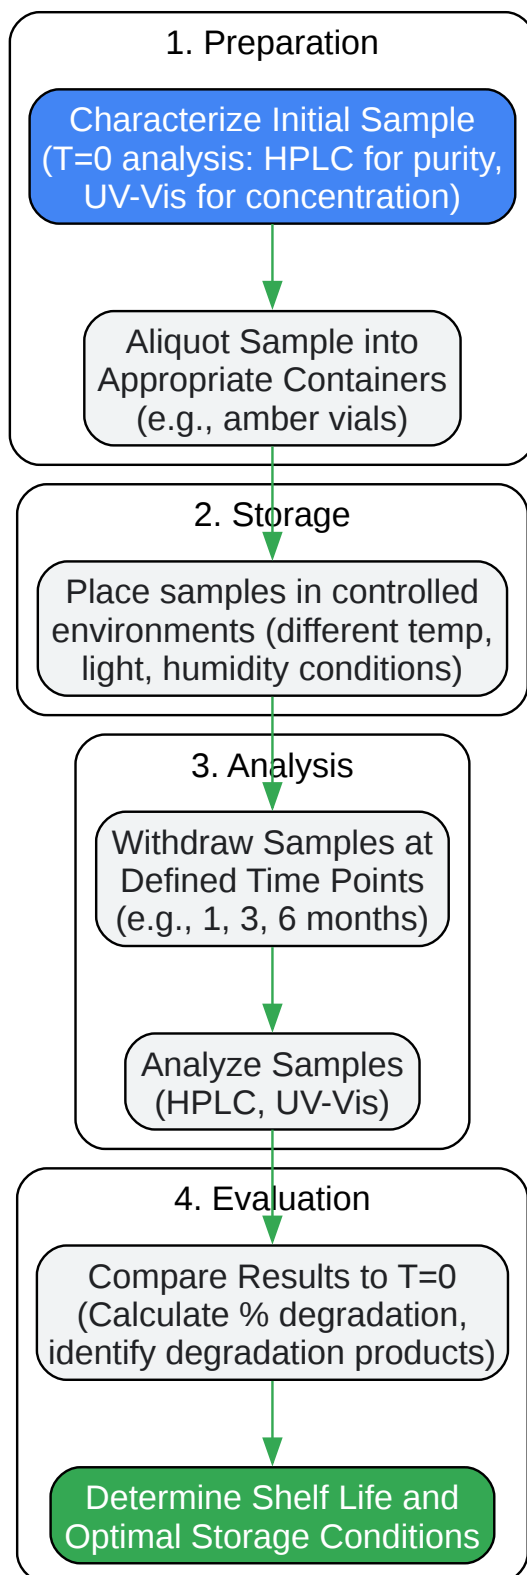 1. Preparation
Characterize Initial Sample
(T=0 analysis: HPLC for purity,
UV-Vis for concentration)
Aliquot Sample into
Appropriate Containers
(e.g., amber vials)
2. Storage
Place samples in controlled
environments (different temp,
light, humidity conditions)
3. Analysis
Withdraw Samples at
Defined Time Points
(e.g., 1, 3, 6 months)
Analyze Samples
(HPLC, UV-Vis)
4. Evaluation
Compare Results to T=0
(Calculate % degradation,
identify degradation products)
Determine Shelf Life and
Optimal Storage Conditions